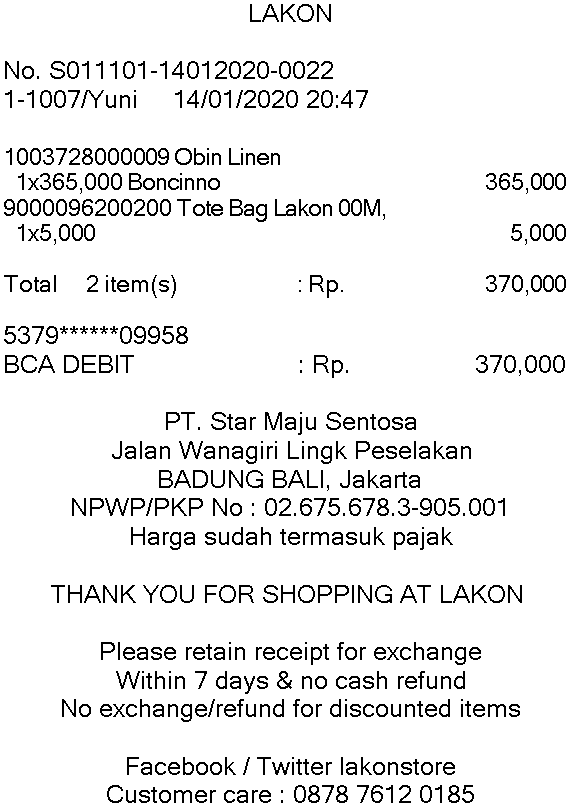 LAKON
No. S011101-14012020-0022
1-1007/Yuni 14/01/2020 20:47
1003728000009 Obin Linen
1x365,000 Boncinno 365,000
9000096200200 Tote Bag Lakon 00M,
1x5,000 5,000
Total 2 item(s) : Rp. 370,000
5379******09958
BCA DEBIT : Rp. 370,000
PT. Star Maju Sentosa
Jalan Wanagiri Lingk Peselakan
BADUNG BALI, Jakarta
NPWP/PKP No : 02.675.678.3-905.001
Harga sudah termasuk pajak
THANK YOU FOR SHOPPING AT LAKON
Please retain receipt for exchange
Within 7 days & no cash refund
No exchange/refund for discounted items
Facebook / Twitter lakonstore
Customer care : 0878 7612 0185